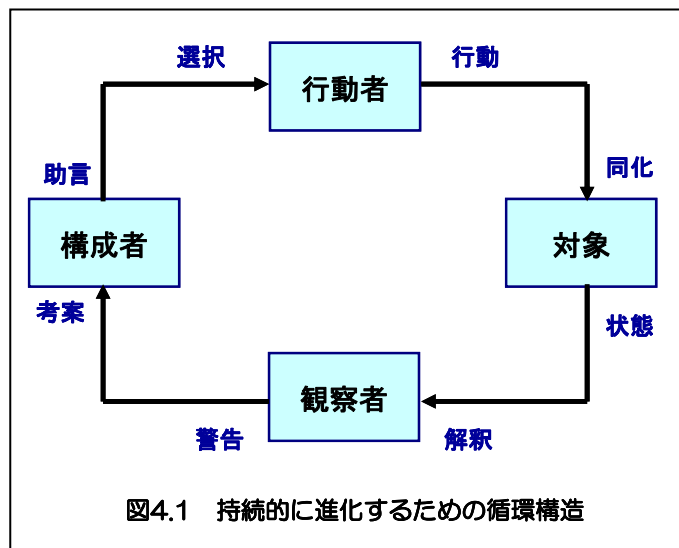 選択
行動者
行動
助言
同化
構成者
対象
考案
状態
観察者
警告
解釈
図4.1 持続的に進化するための循環構造